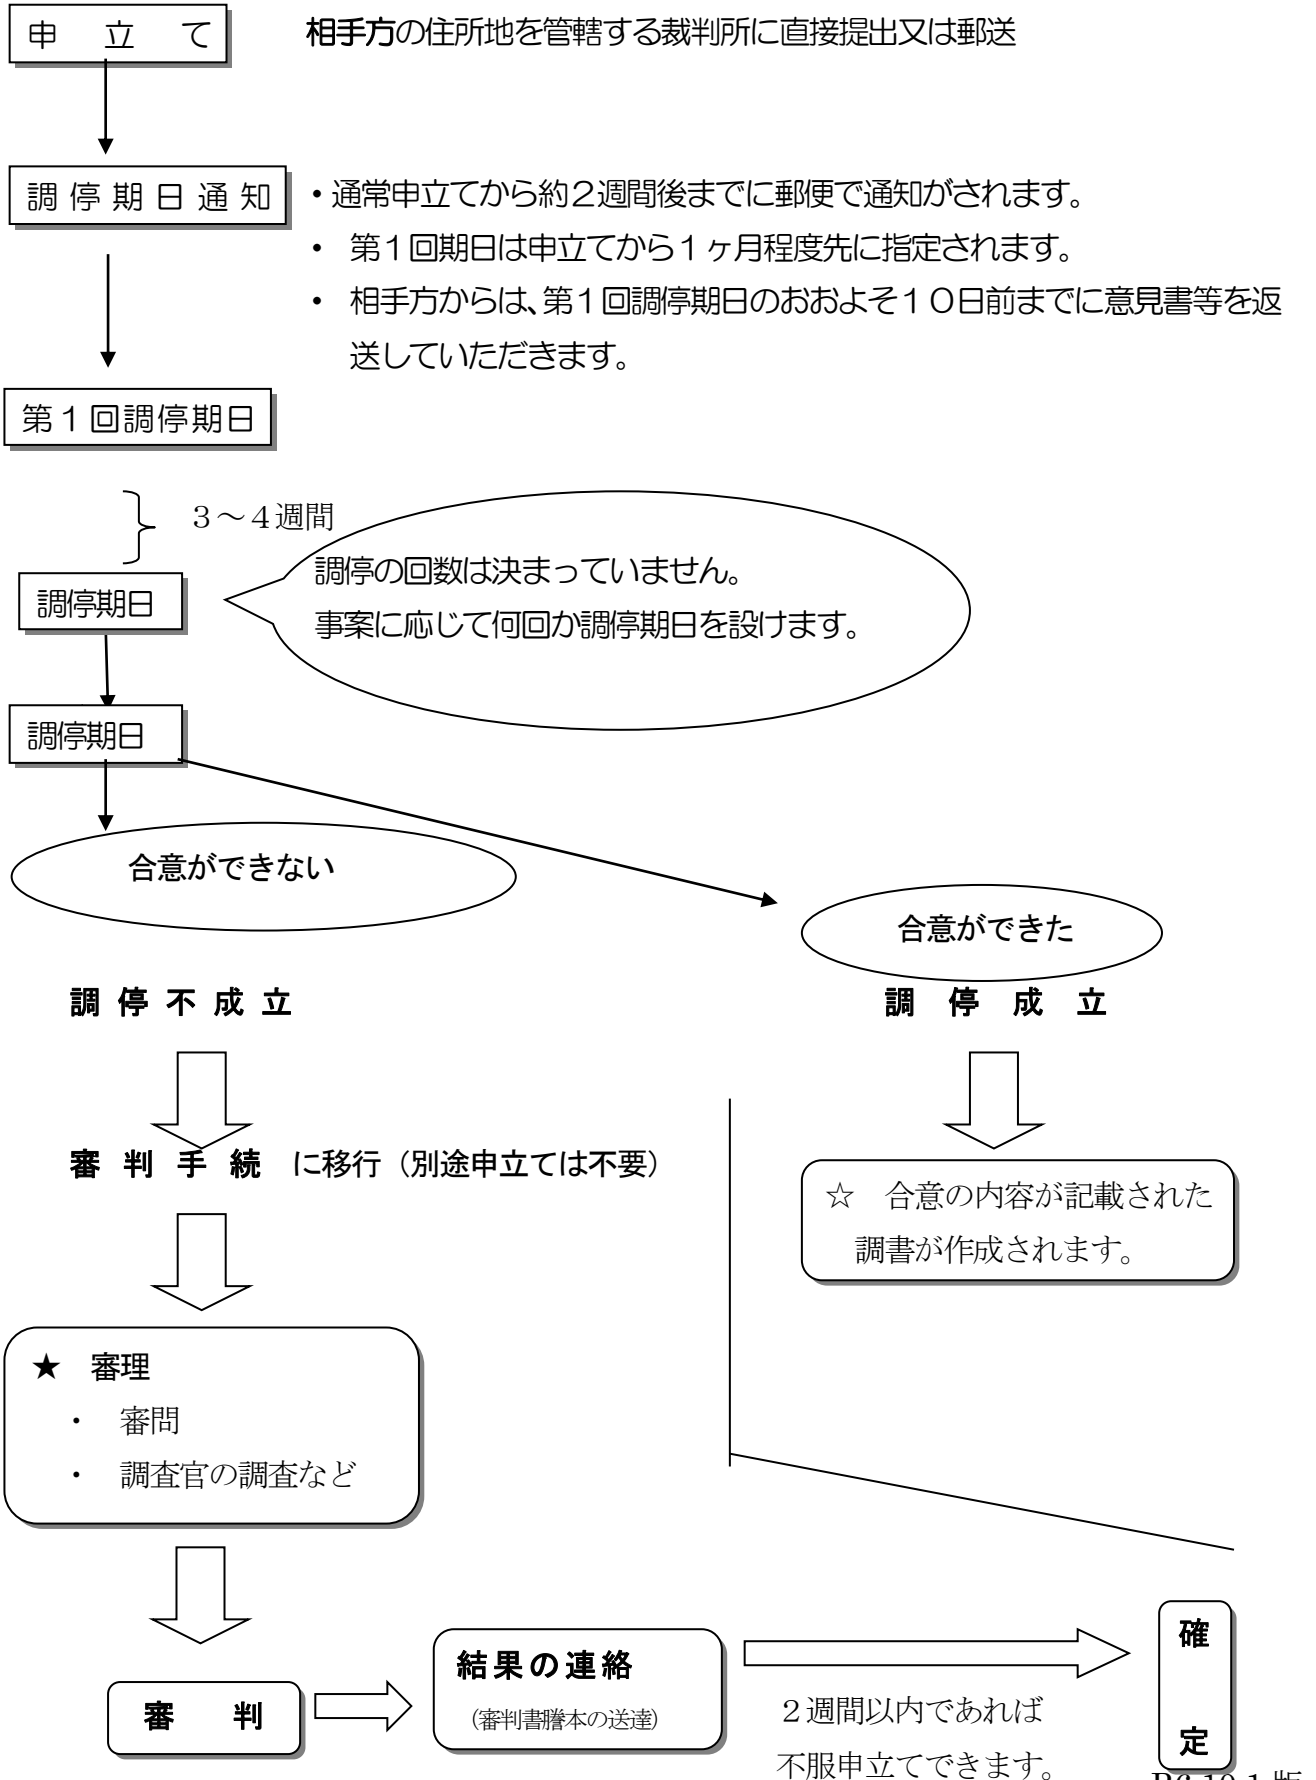 申　立　て
相手方の住所地を管轄する裁判所に直接提出又は郵送
調停期日通知
・通常申立てから約２週間後までに郵便で通知がされます。
・　第１回期日は申立てから１ヶ月程度先に指定されます。
・　相手方からは、第１回調停期日のおおよそ１０日前までに意見書等を返
送していただきます。
第１回調停期日
３～４週間
調停の回数は決まっていません。
調停期日
事案に応じて何回か調停期日を設けます。
調停期日
合意ができない
合意ができた
調停不成立
調停成立
審判手続　に移行（別途申立ては不要）
☆　合意の内容が記載された
調書が作成されます。
★　審理
・　審問
・　調査官の調査など
審　判
結果の連絡
（審判書謄本の送達）
２週間以内であれば
不服申立てできます。
確
定
R6.10.1 版